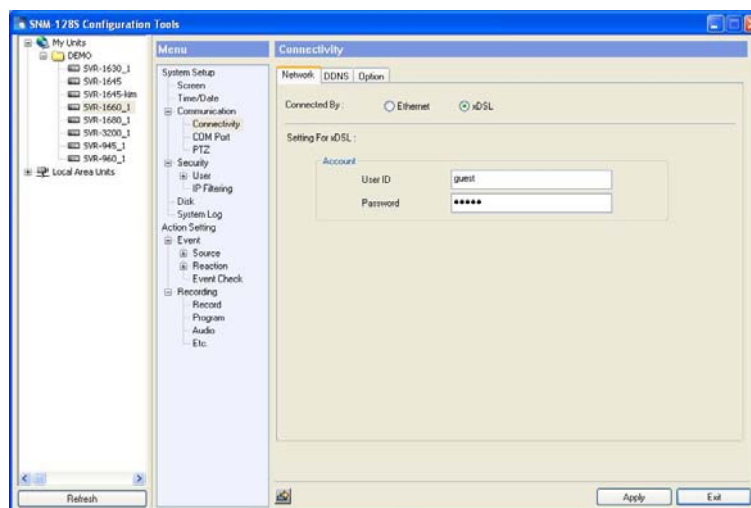 SNM-128S Configuration Tools
My Units
DEMO
SVR-1630_1
SVR-1645
SVR-1645-kim
SVR-1660_1
SVR-1680_1
SVR-3200_1
SVR-945_1
SVR-960_1
Local Area Units
Refresh
Menu
System Setup
Screen
Time/Date
Communication
Connectivity
COM Port
PTZ
Security
User
IP Filtering
Disk
System Log
Action Setting
Event
Source
Reaction
Event Check
Recording
Record
Program
Audio
Etc.
Connectivity
Network DDNS Option
Connected By : Ethernet xDSL
Setting For xDSL :
Account
User ID guest
Password •••••
Apply Exit